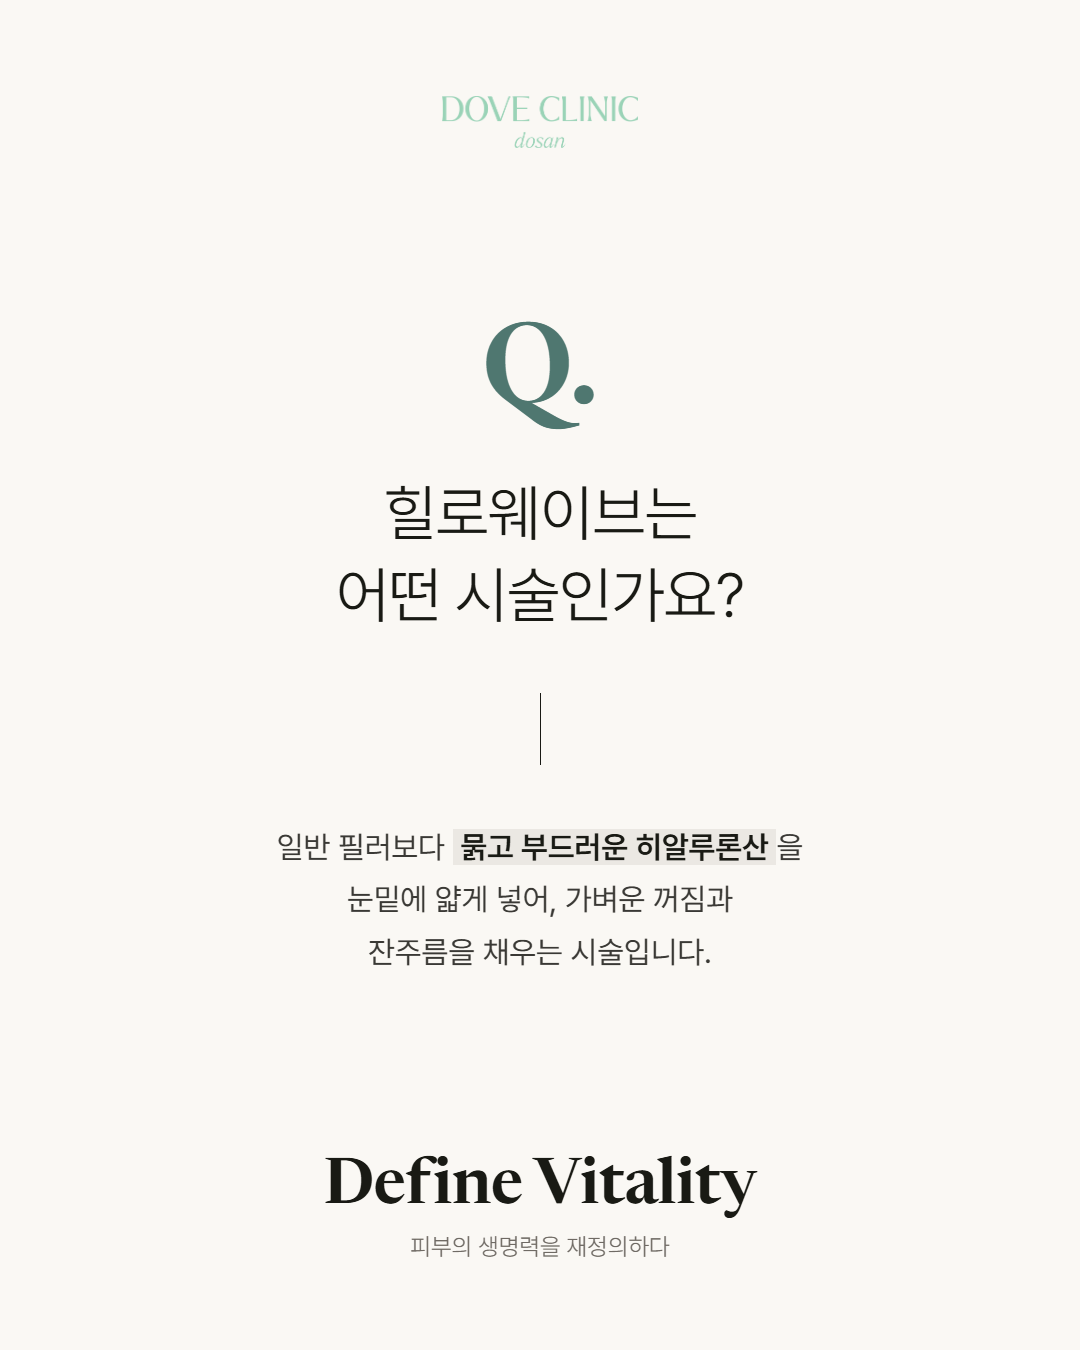 DOVE CLINIC
dosan
Q.
힐로웨이브는
어떤 시술인가요?
일반 필러보다 묽고 부드러운 히알루론산을
눈밑에 얇게 넣어, 가벼운 꺼짐과
잔주름을 채우는 시술입니다.
Define Vitality
피부의 생명력을 재정의하다